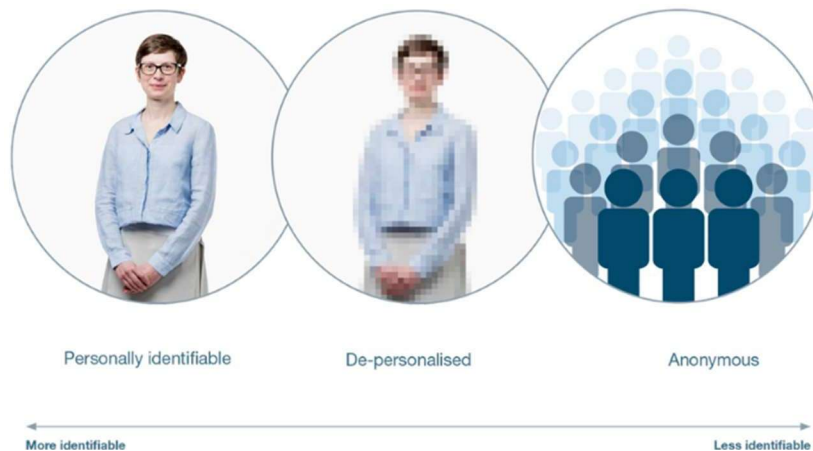 Personally identifiable
De-personalised
Anonymous
More identifiable
Less identifiable